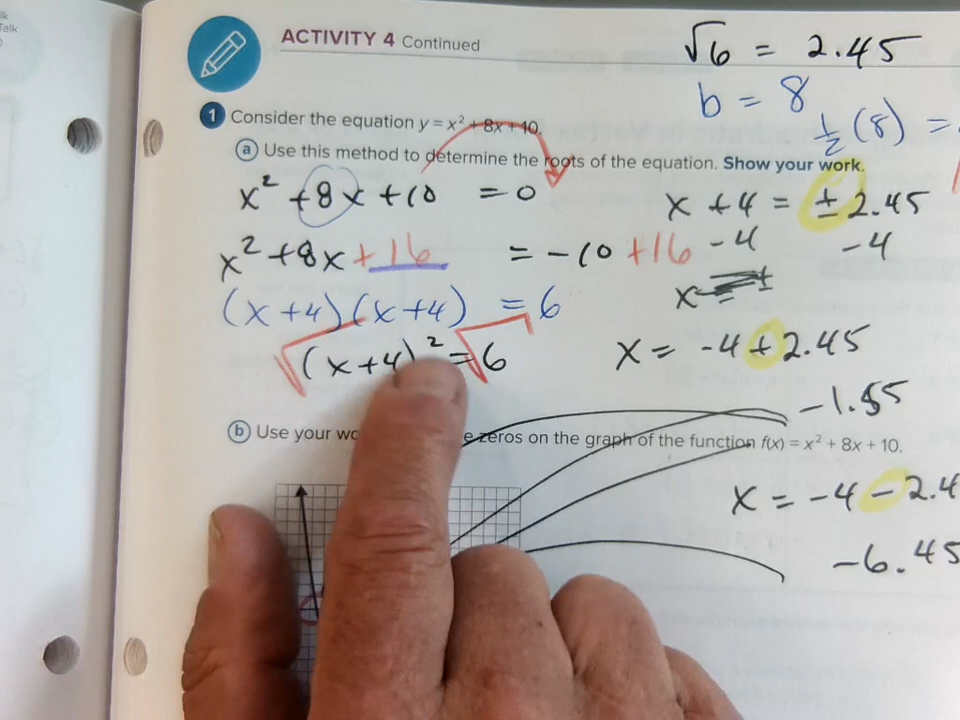 lk
Talk
ACTIVITY 4 Continued
√6 = 2.45
b = 8
½ (8) =
1 Consider the equation y = x² + 8x + 10.
a Use this method to determine the roots of the equation. Show your work.
x² + 8x + 10 = 0
x + 4 = ± 2.45
x² + 8x + 16 = -10 + 16
-4 -4
(x+4)(x+4) = 6
x = ±
√(x+4)² = √6
x = -4 + 2.45
-1.55
b Use your
e zeros on the graph of the function f(x) = x² + 8x + 10.
x = -4 - 2.4
-6.45